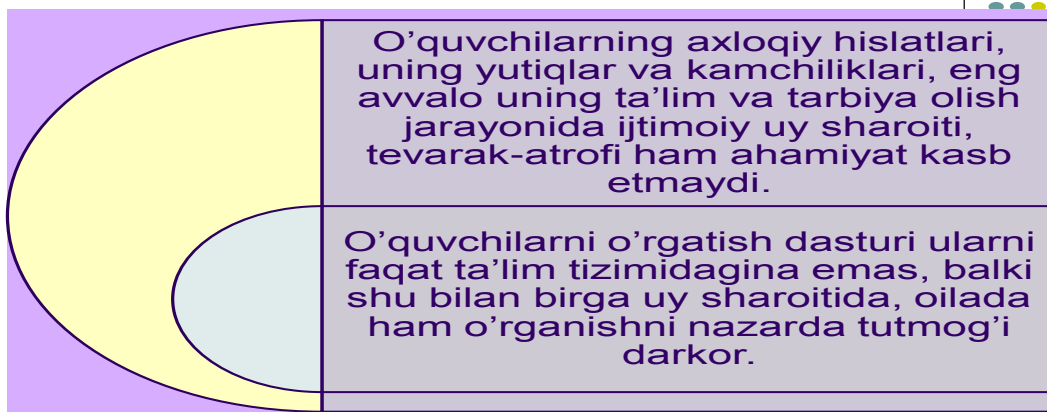 O’quvchilarning axloqiy hislatlari,
uning yutiqlar va kamchiliklari, eng
avvalo uning ta’lim va tarbiya olish
jarayonida ijtimoiy uy sharoiti,
tevarak-atrofi ham ahamiyat kasb
etmaydi.
O’quvchilarni o’rgatish dasturi ularni
faqat ta’lim tizimidagina emas, balki
shu bilan birga uy sharoitida, oilada
ham o’rganishni nazarda tutmog’i
darkor.